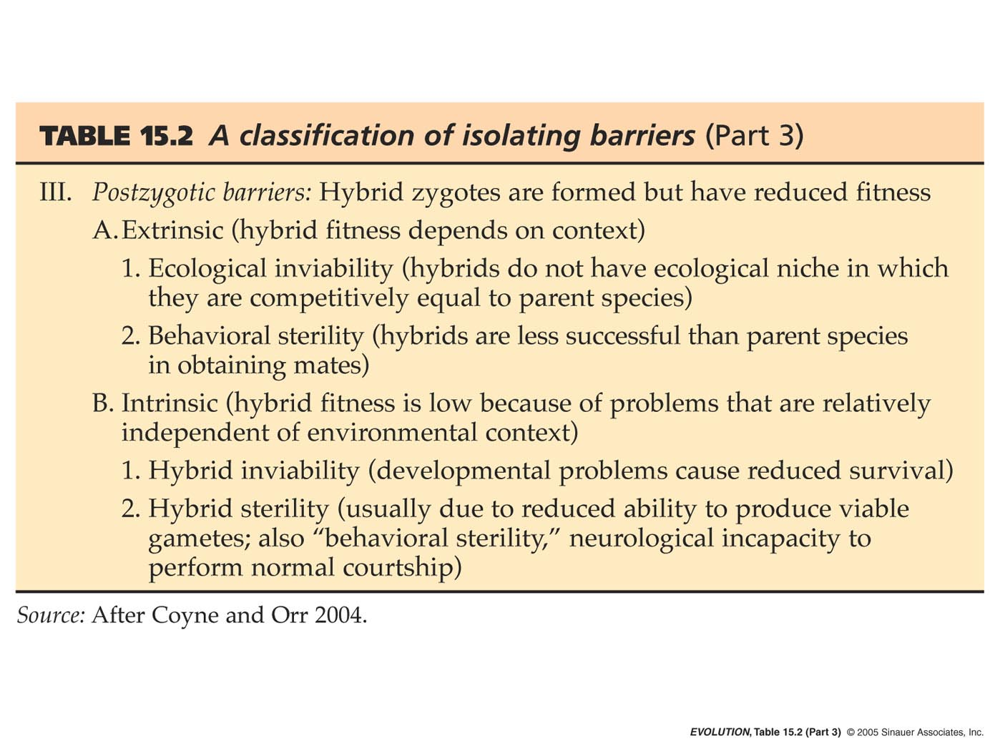 TABLE 15.2 A classification of isolating barriers (Part 3)
III. Postzygotic barriers: Hybrid zygotes are formed but have reduced fitness
A. Extrinsic (hybrid fitness depends on context)
1. Ecological inviability (hybrids do not have ecological niche in which
they are competitively equal to parent species)
2. Behavioral sterility (hybrids are less successful than parent species
in obtaining mates)
B. Intrinsic (hybrid fitness is low because of problems that are relatively
independent of environmental context)
1. Hybrid inviability (developmental problems cause reduced survival)
2. Hybrid sterility (usually due to reduced ability to produce viable
gametes; also “behavioral sterility,” neurological incapacity to
perform normal courtship)
Source: After Coyne and Orr 2004.
EVOLUTION, Table 15.2 (Part 3) © 2005 Sinauer Associates, Inc.